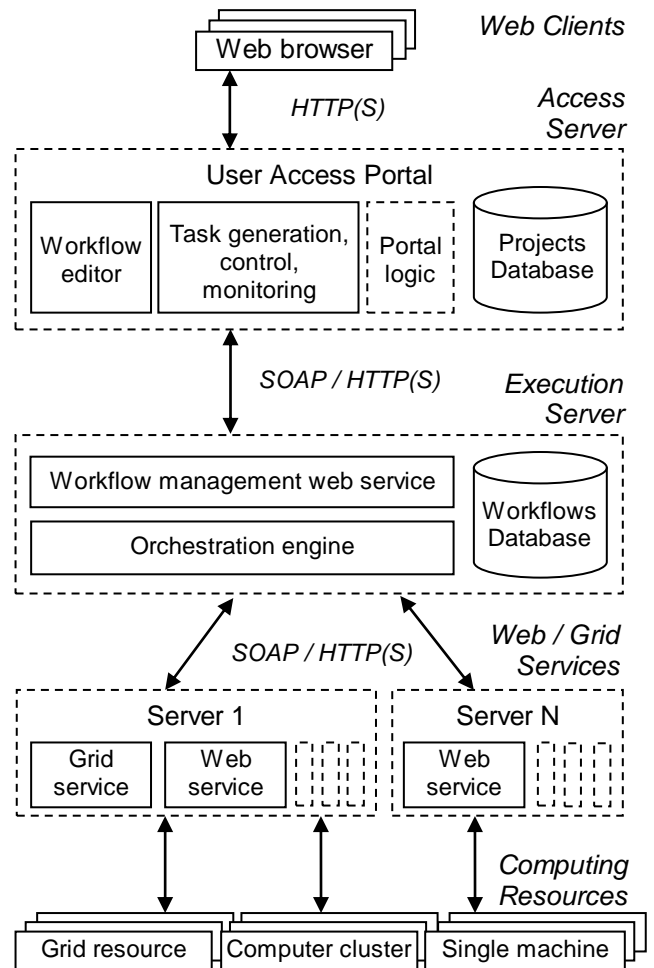 Web Clients
Web browser
HTTP(S)
Access
Server
User Access Portal
Workflow
editor
Task generation,
control,
monitoring
Portal
logic
Projects
Database
SOAP / HTTP(S)
Execution
Server
Workflow management web service
Orchestration engine
Workflows
Database
SOAP / HTTP(S)
Web / Grid
Services
Server 1
Grid
service
Web
service
Server N
Web
service
Computing
Resources
Grid resource
Computer cluster
Single machine